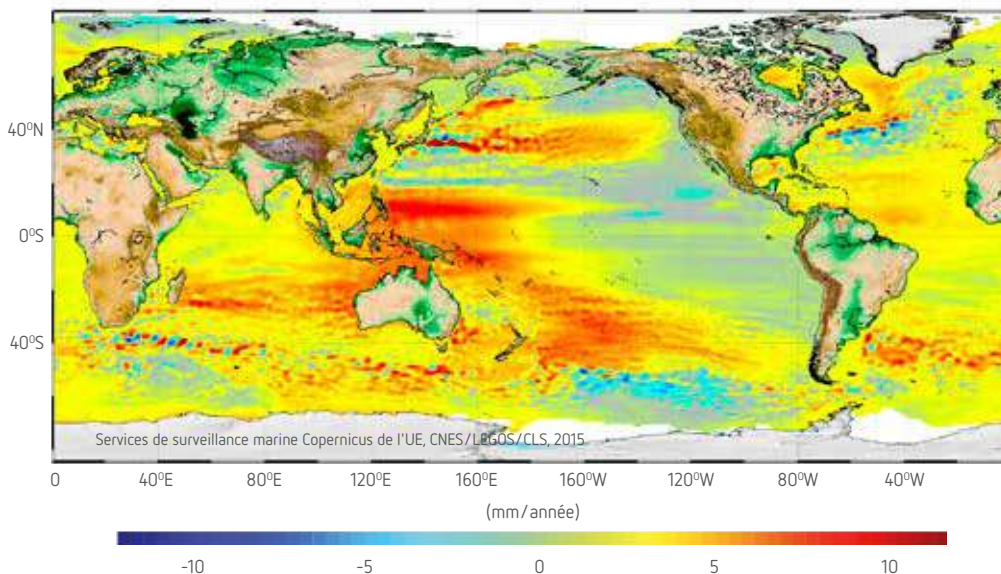 40⁰N
0⁰S
40⁰S
Services de surveillance marine Copernicus de l'UE, CNES/LEGOS/CLS, 2015
0 40⁰E 80⁰E 120⁰E 160⁰E 160⁰W 120⁰W 80⁰W 40⁰W
(mm/année)
-10 -5 0 5 10